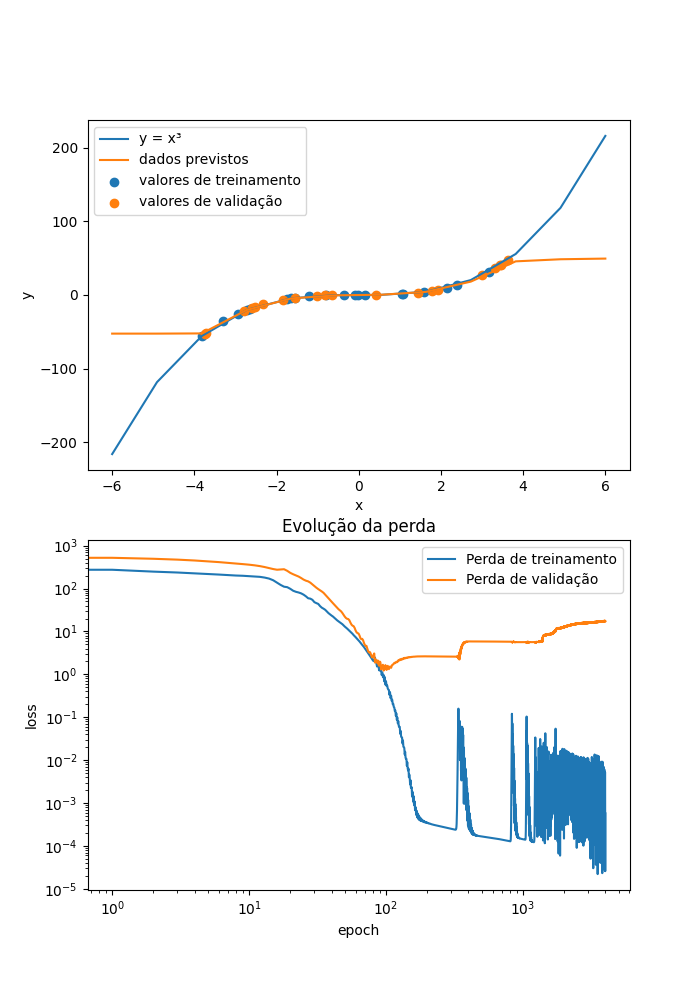 y = x³
dados previstos
valores de treinamento
valores de validação
200
100
0
−100
−200
y
−6 −4 −2 0 2 4 6
x
Evolução da perda
Perda de treinamento
Perda de validação
10³
10²
10¹
10⁰
10⁻¹
10⁻²
10⁻³
10⁻⁴
10⁻⁵
loss
10⁰ 10¹ 10² 10³
epoch